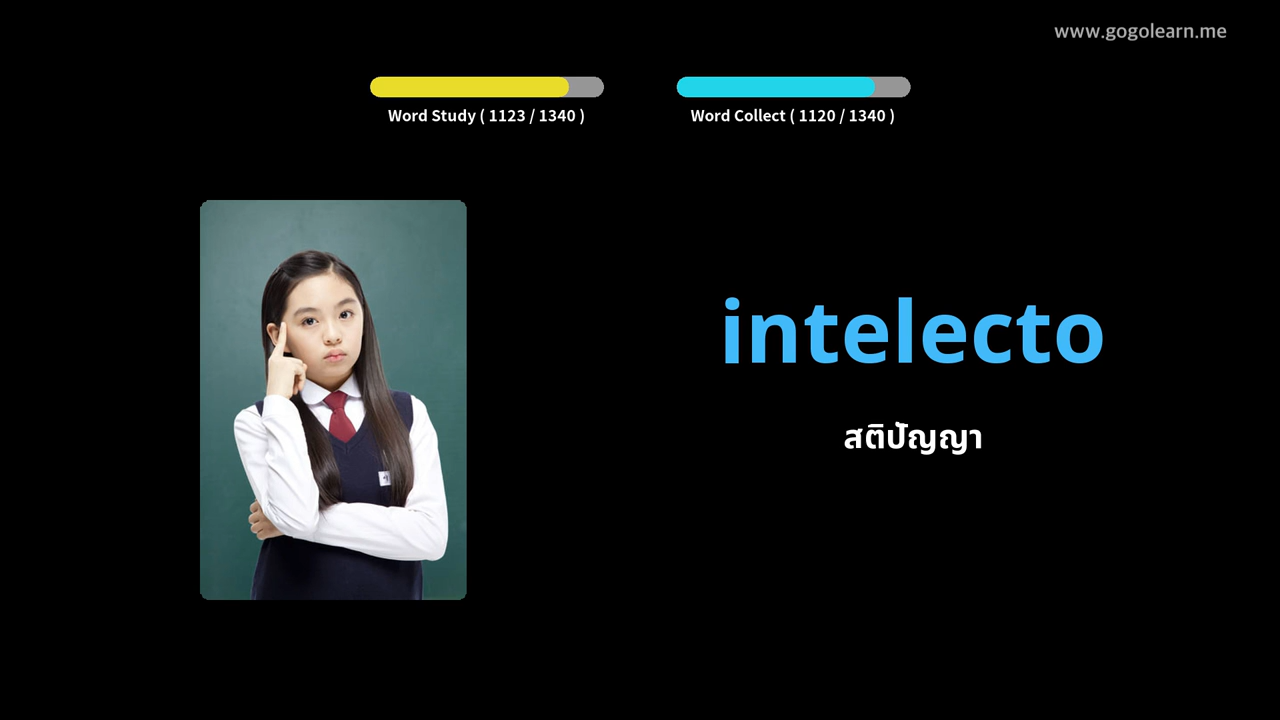 www.gogolearn.me
Word Study ( 1123 / 1340 )
Word Collect ( 1120 / 1340 )
intelecto
สติปัญญา